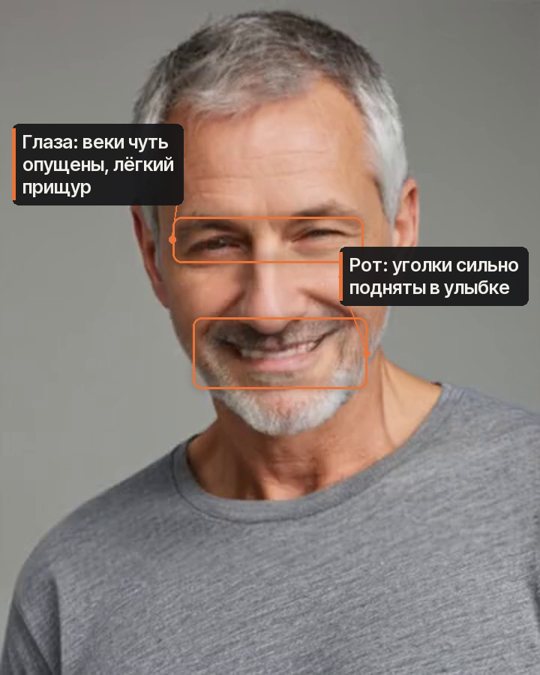 Глаза: веки чуть
опущены, лёгкий
прищур
Рот: уголки сильно
подняты в улыбке